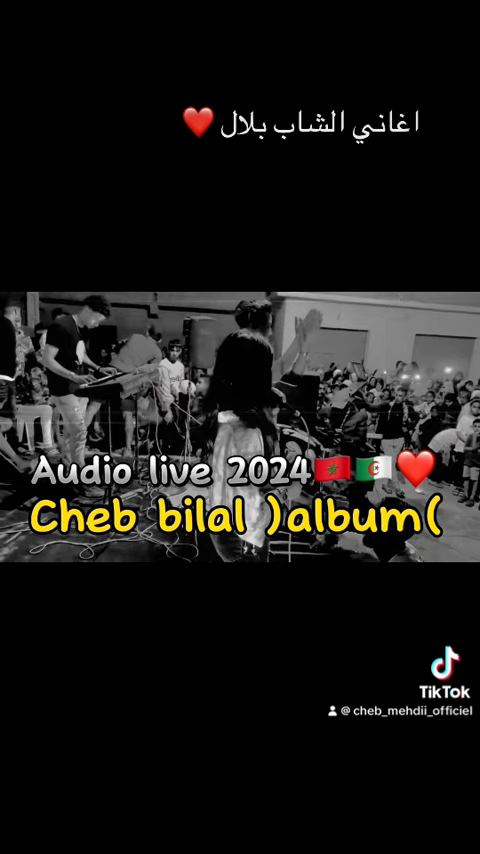 اغاني الشاب بلال ❤️
Audio live 2024🇲🇦🇩🇿❤️
Cheb bilal )album(
TikTok
@ cheb_mehdii_officiel